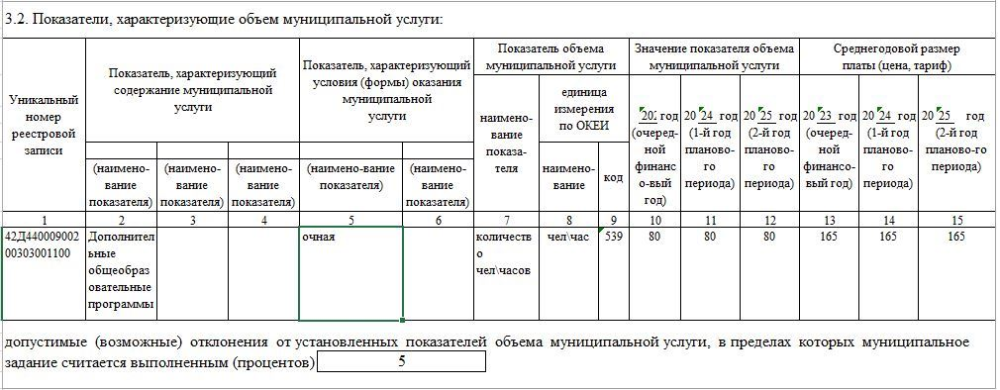 3.2. Показатели, характеризующие объем муниципальной услуги:
Уникальный
номер
реестровой
записи
Показатель, характеризующий
содержание муниципальной
услуги
Показатель, характеризующий
условия (формы) оказания
муниципальной
услуги
Показатель объема
муниципальной услуги
Значение показателя объема
муниципальной услуги
Среднегодовой размер
платы (цена, тариф)
(наимено-
вание
показателя)
(наимено-
вание
показателя)
(наимено-
вание
показателя)
(наимено-вание
показателя)
(наимено-
вание
показателя)
наимено-
вание
показа-
теля
единица
измерения
по ОКЕИ
наимено-
вание
код
год
(очеред-
ной
финанс
о-вый
год)
20 24 год
(1-й год
планово-
го
периода)
20 25 год
(2-й год
планово-
го
периода)
20 23 год
(очеред-
ной
финансо-
вый год)
20 24 год
(1-й год
планово-
го
периода)
20 25 год
(2-й год
планово-го
периода)
1 2 3 4 5 6 7 8 9 10 11 12 13 14 15
42Д440009002
00303001100
Дополнител
ьные
общеобраз
овательные
программы
очная
количеств
о
чел\часов
чел\час
539
80
80
80
165
165
165
допустимые (возможные) отклонения от установленных показателей объема муниципальной услуги, в пределах которых муниципальное
задание считается выполненным (процентов) 5